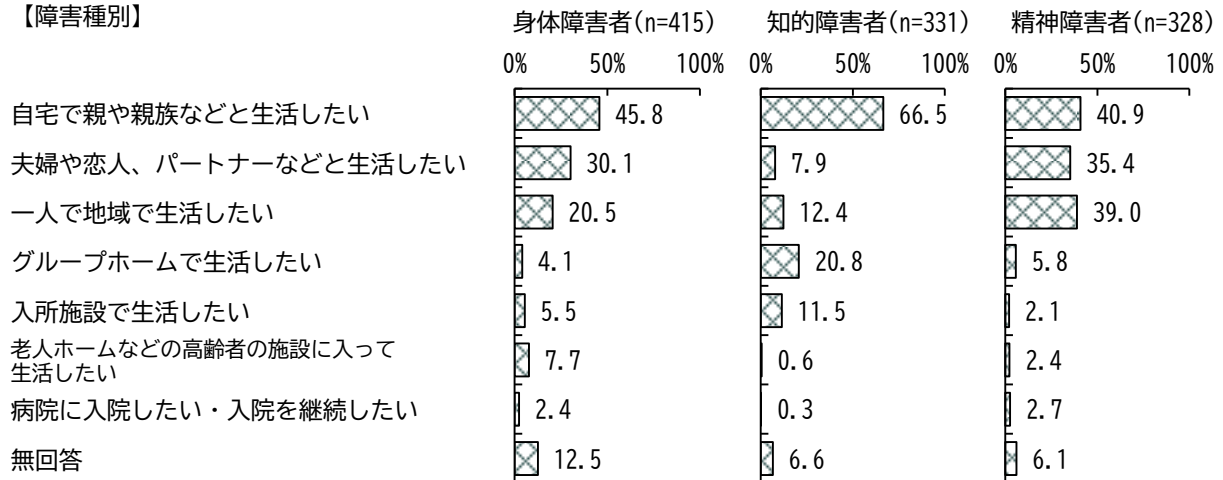 【障害種別】 身体障害者(n=415) 知的障害者(n=331) 精神障害者(n=328)
0% 50% 100% 0% 50% 100% 0% 50% 100%
自宅で親や親族などと生活したい 45.8 66.5 40.9
夫婦や恋人、パートナーなどと生活したい 30.1 7.9 35.4
一人で地域で生活したい 20.5 12.4 39.0
グループホームで生活したい 4.1 20.8 5.8
入所施設で生活したい 5.5 11.5 2.1
老人ホームなどの高齢者の施設に入って
生活したい 7.7 0.6 2.4
病院に入院したい・入院を継続したい 2.4 0.3 2.7
無回答 12.5 6.6 6.1